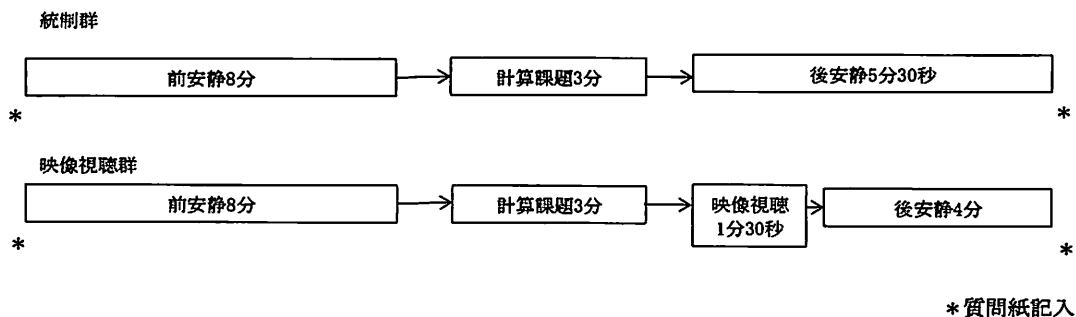 統制群
前安静8分
計算課題3分
後安静5分30秒
*
*
映像視聴群
前安静8分
計算課題3分
映像視聴
1分30秒
後安静4分
*
*
*質問紙記入